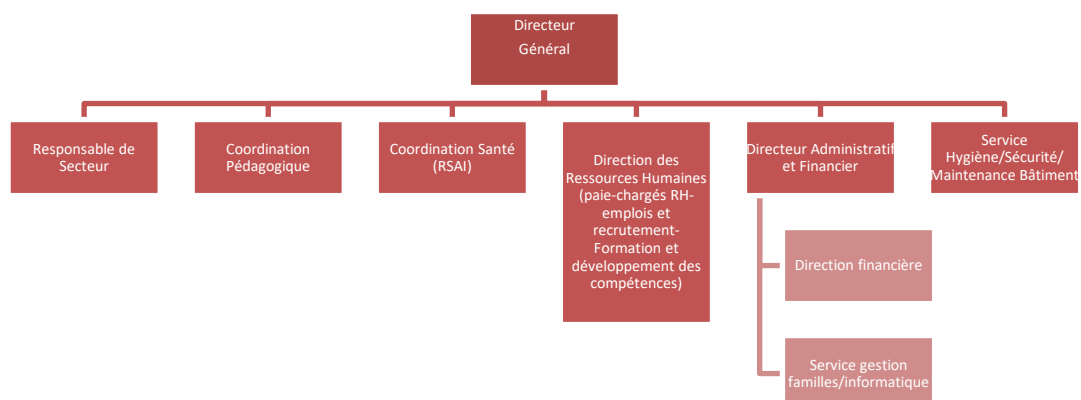 Directeur
Général
Responsable de
Secteur
Coordination
Pédagogique
Coordination Santé
(RSAI)
Direction des
Ressources Humaines
(paie-chargés RH-
emplois et
recrutement-
Formation et
développement des
compétences)
Directeur Administratif
et Financier
Service
Hygiène/Sécurité/
Maintenance Bâtiment
Direction financière
Service gestion
familles/informatique